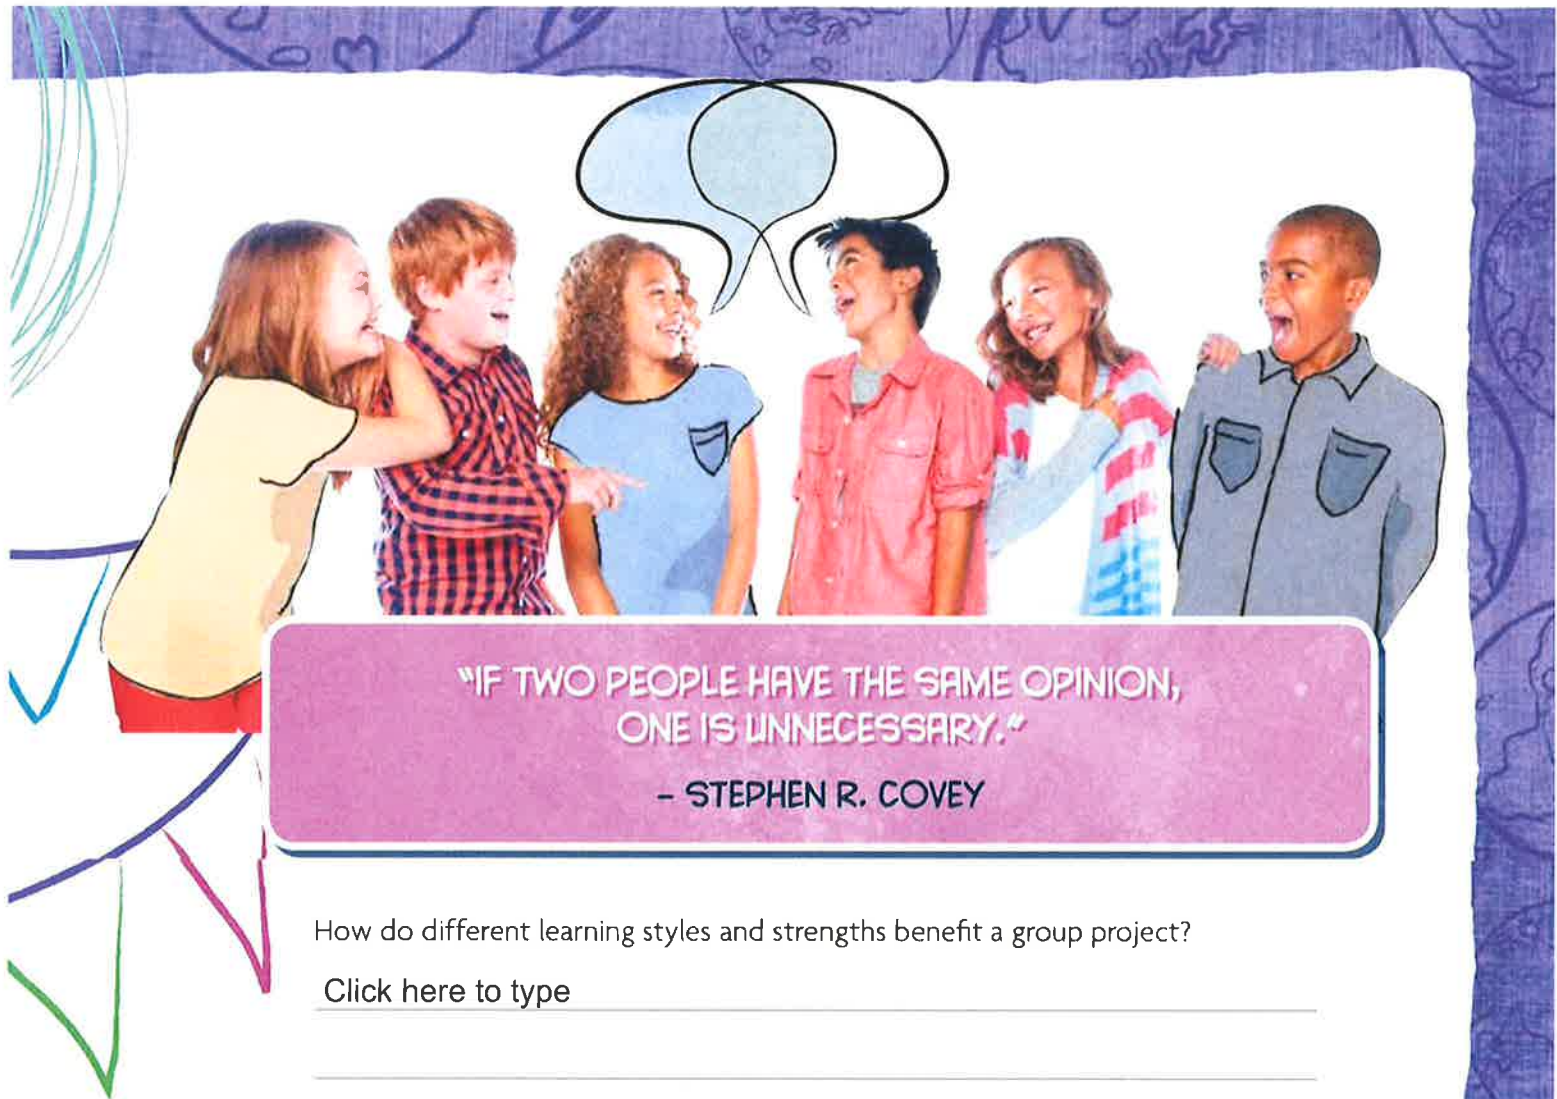 "IF TWO PEOPLE HAVE THE SAME OPINION,
ONE IS UNNECESSARY."
– STEPHEN R. COVEY
How do different learning styles and strengths benefit a group project?
Click here to type